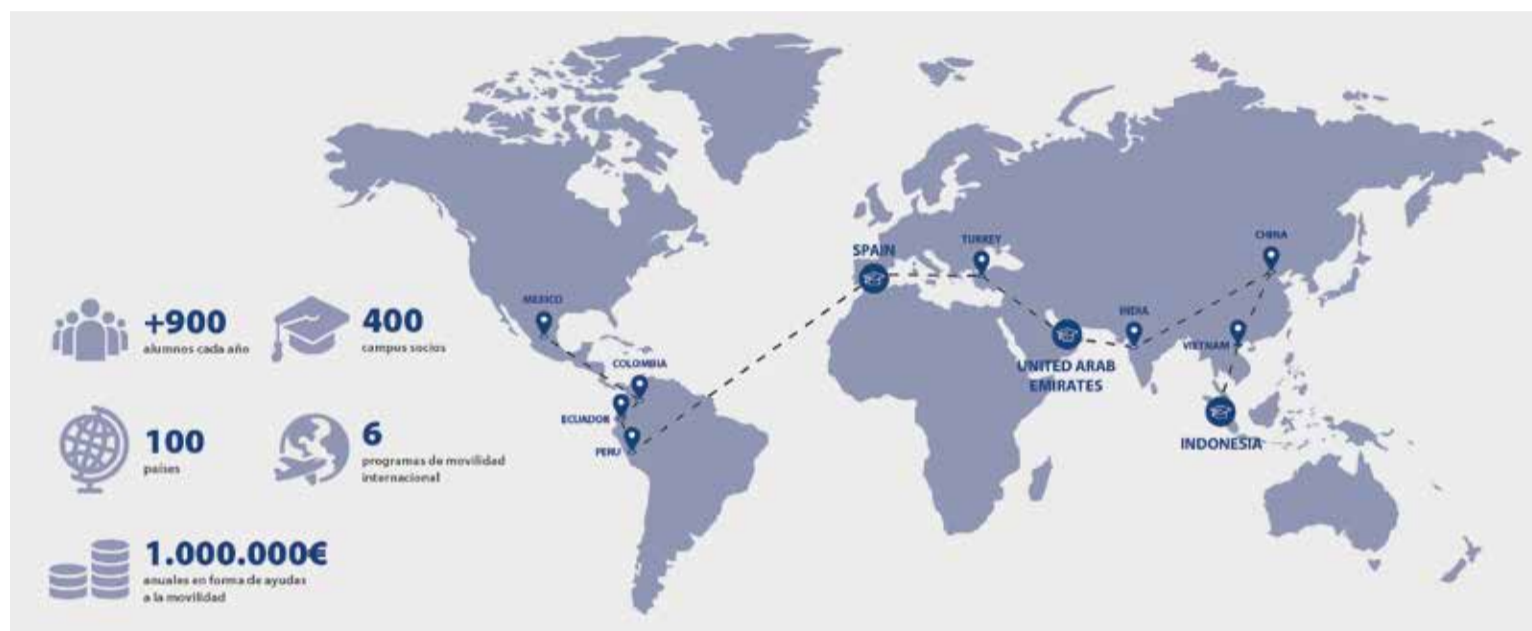 +900
alumnos cada año
400
campus socios
100
países
6
programas de movilidad
internacional
1.000.000€
anuales en forma de ayudas
a la movilidad
MEXICO
COLOMBIA
ECUADOR
PERU
SPAIN
TURKEY
UNITED ARAB
EMIRATES
INDIA
CHINA
VIETNAM
INDONESIA